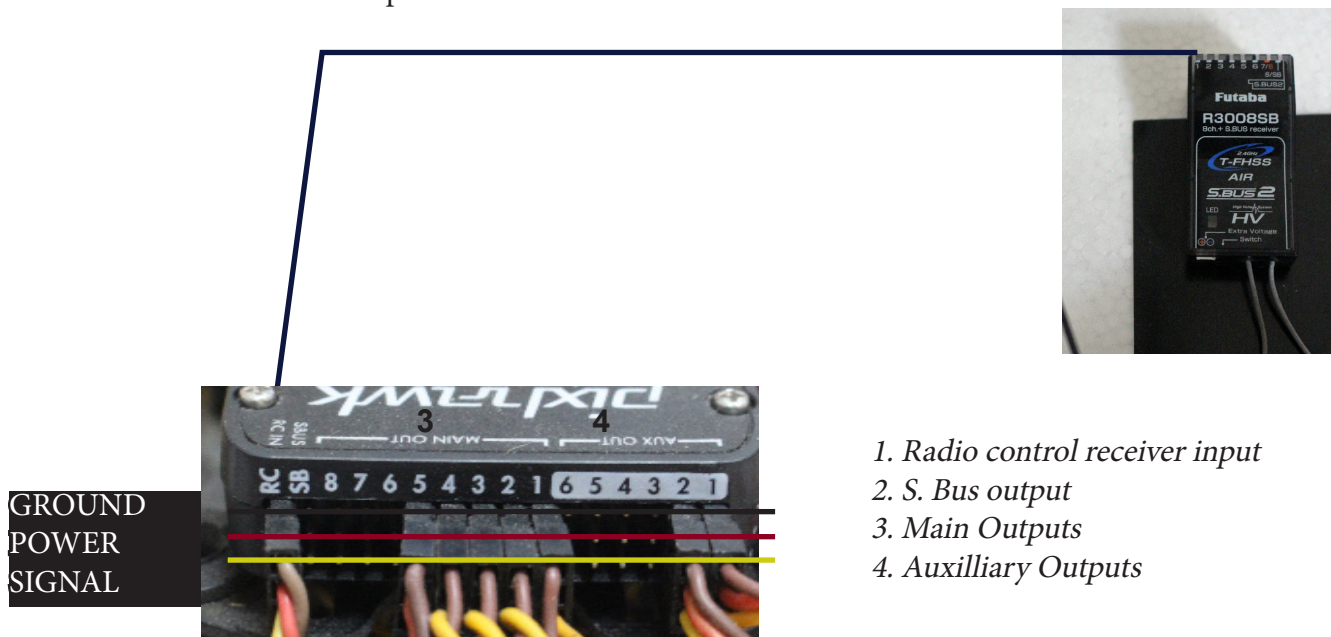 1 2 3 4 5 6 7/8
8/SB
S.BUS2
Futaba
R3008SB
8ch.+ S.BUS receiver
2.4GHz
T-FHSS
AIR
S.BUS2
LED
HV
Extra Voltage
Switch
pixhawk
3
4
RC IN
SBUS
MAIN OUT
AUX OUT
RC SB 8 7 6 5 4 3 2 1 6 5 4 3 2 1
GROUND
POWER
SIGNAL
1. Radio control receiver input
2. S. Bus output
3. Main Outputs
4. Auxilliary Outputs